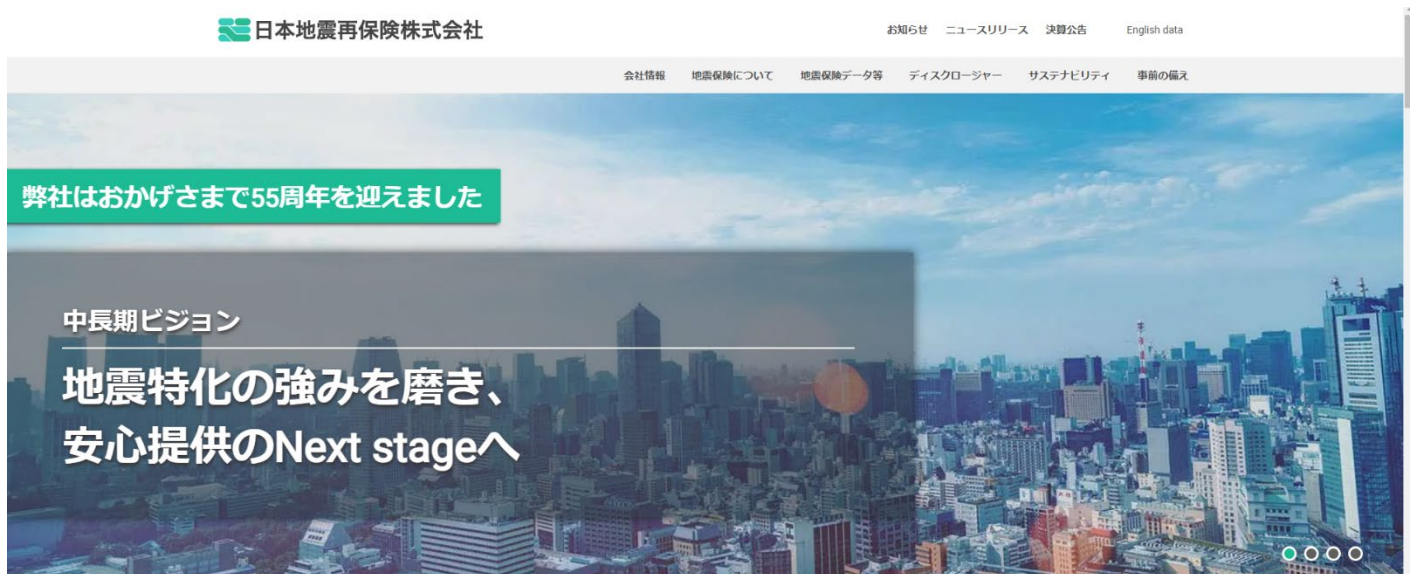 日本地震再保険株式会社
お知らせ ニュースリリース 決算公告 English data
会社情報 地震保険について 地震保険データ等 ディスクロージャー サステナビリティ 事前の備え
弊社はおかげさまで55周年を迎えました
中長期ビジョン
地震特化の強みを磨き、
安心提供のNext stageへ